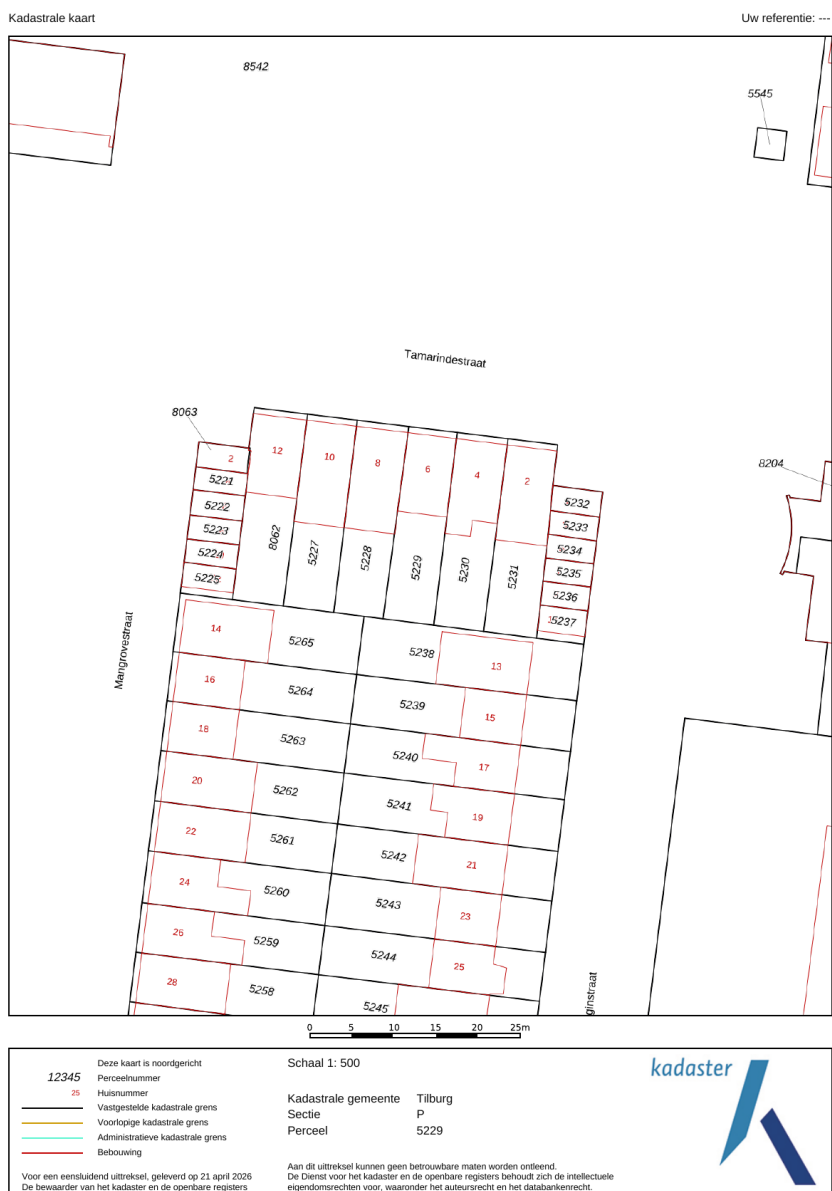 Kadastrale kaart
Uw referentie: ---
8542
5545
Tamarindestraat
8063
8204
12
10
8
6
4
2
2
5221
5222
5223
5224
5225
8062
5227
5228
5229
5230
5231
5232
5233
5234
5235
5236
5237
Mangrovestraat
14
5265
5238
13
16
5264
5239
15
18
5263
5240
17
20
5262
5241
19
22
5261
5242
21
24
5260
5243
23
26
5259
5244
25
28
5258
5245
ginstraat
0 5 10 15 20 25m
Deze kaart is noordgericht
12345 Perceelnummer
25 Huisnummer
Vastgestelde kadastrale grens
Voorlopige kadastrale grens
Administratieve kadastrale grens
Bebouwing
Voor een eensluidend uittreksel, geleverd op 21 april 2026
De bewaarder van het kadaster en de openbare registers
Schaal 1: 500
Kadastrale gemeente Tilburg
Sectie P
Perceel 5229
Aan dit uittreksel kunnen geen betrouwbare maten worden ontleend.
De Dienst voor het kadaster en de openbare registers behoudt zich de intellectuele
eigendomsrechten voor, waaronder het auteursrecht en het databankenrecht.
kadaster